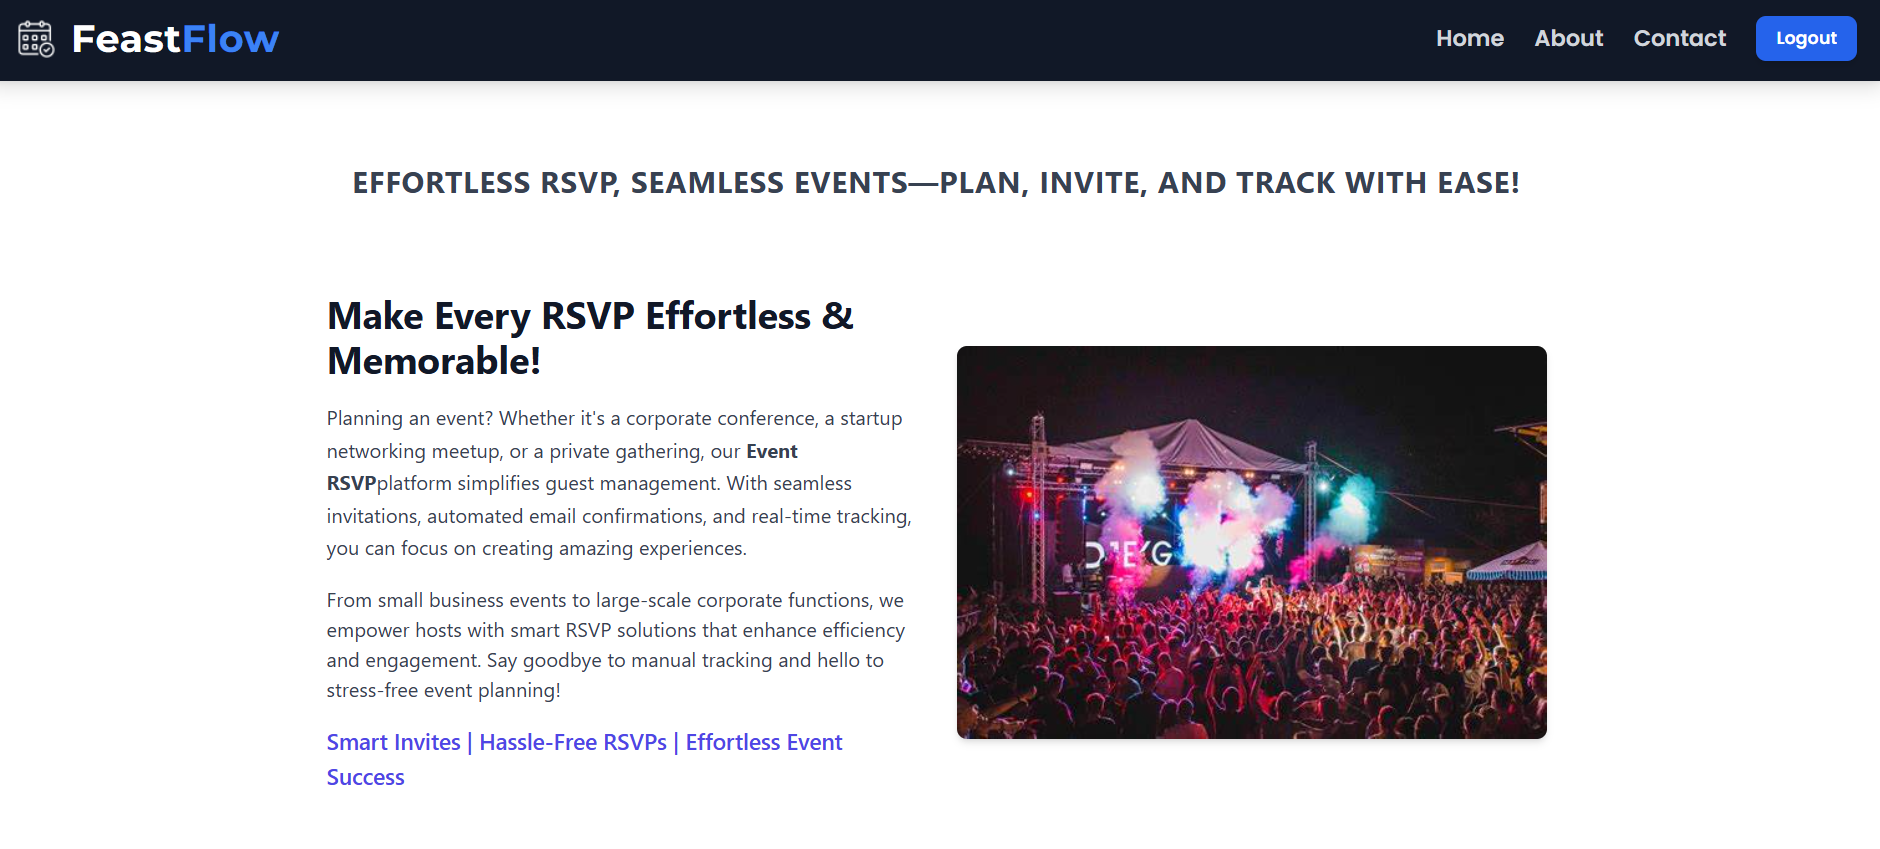 FeastFlow
Home About Contact Logout
EFFORTLESS RSVP, SEAMLESS EVENTS—PLAN, INVITE, AND TRACK WITH EASE!
Make Every RSVP Effortless &
Memorable!
Planning an event? Whether it's a corporate conference, a startup
networking meetup, or a private gathering, our Event
RSVPplatform simplifies guest management. With seamless
invitations, automated email confirmations, and real-time tracking,
you can focus on creating amazing experiences.
From small business events to large-scale corporate functions, we
empower hosts with smart RSVP solutions that enhance efficiency
and engagement. Say goodbye to manual tracking and hello to
stress-free event planning!
Smart Invites | Hassle-Free RSVPs | Effortless Event
Success